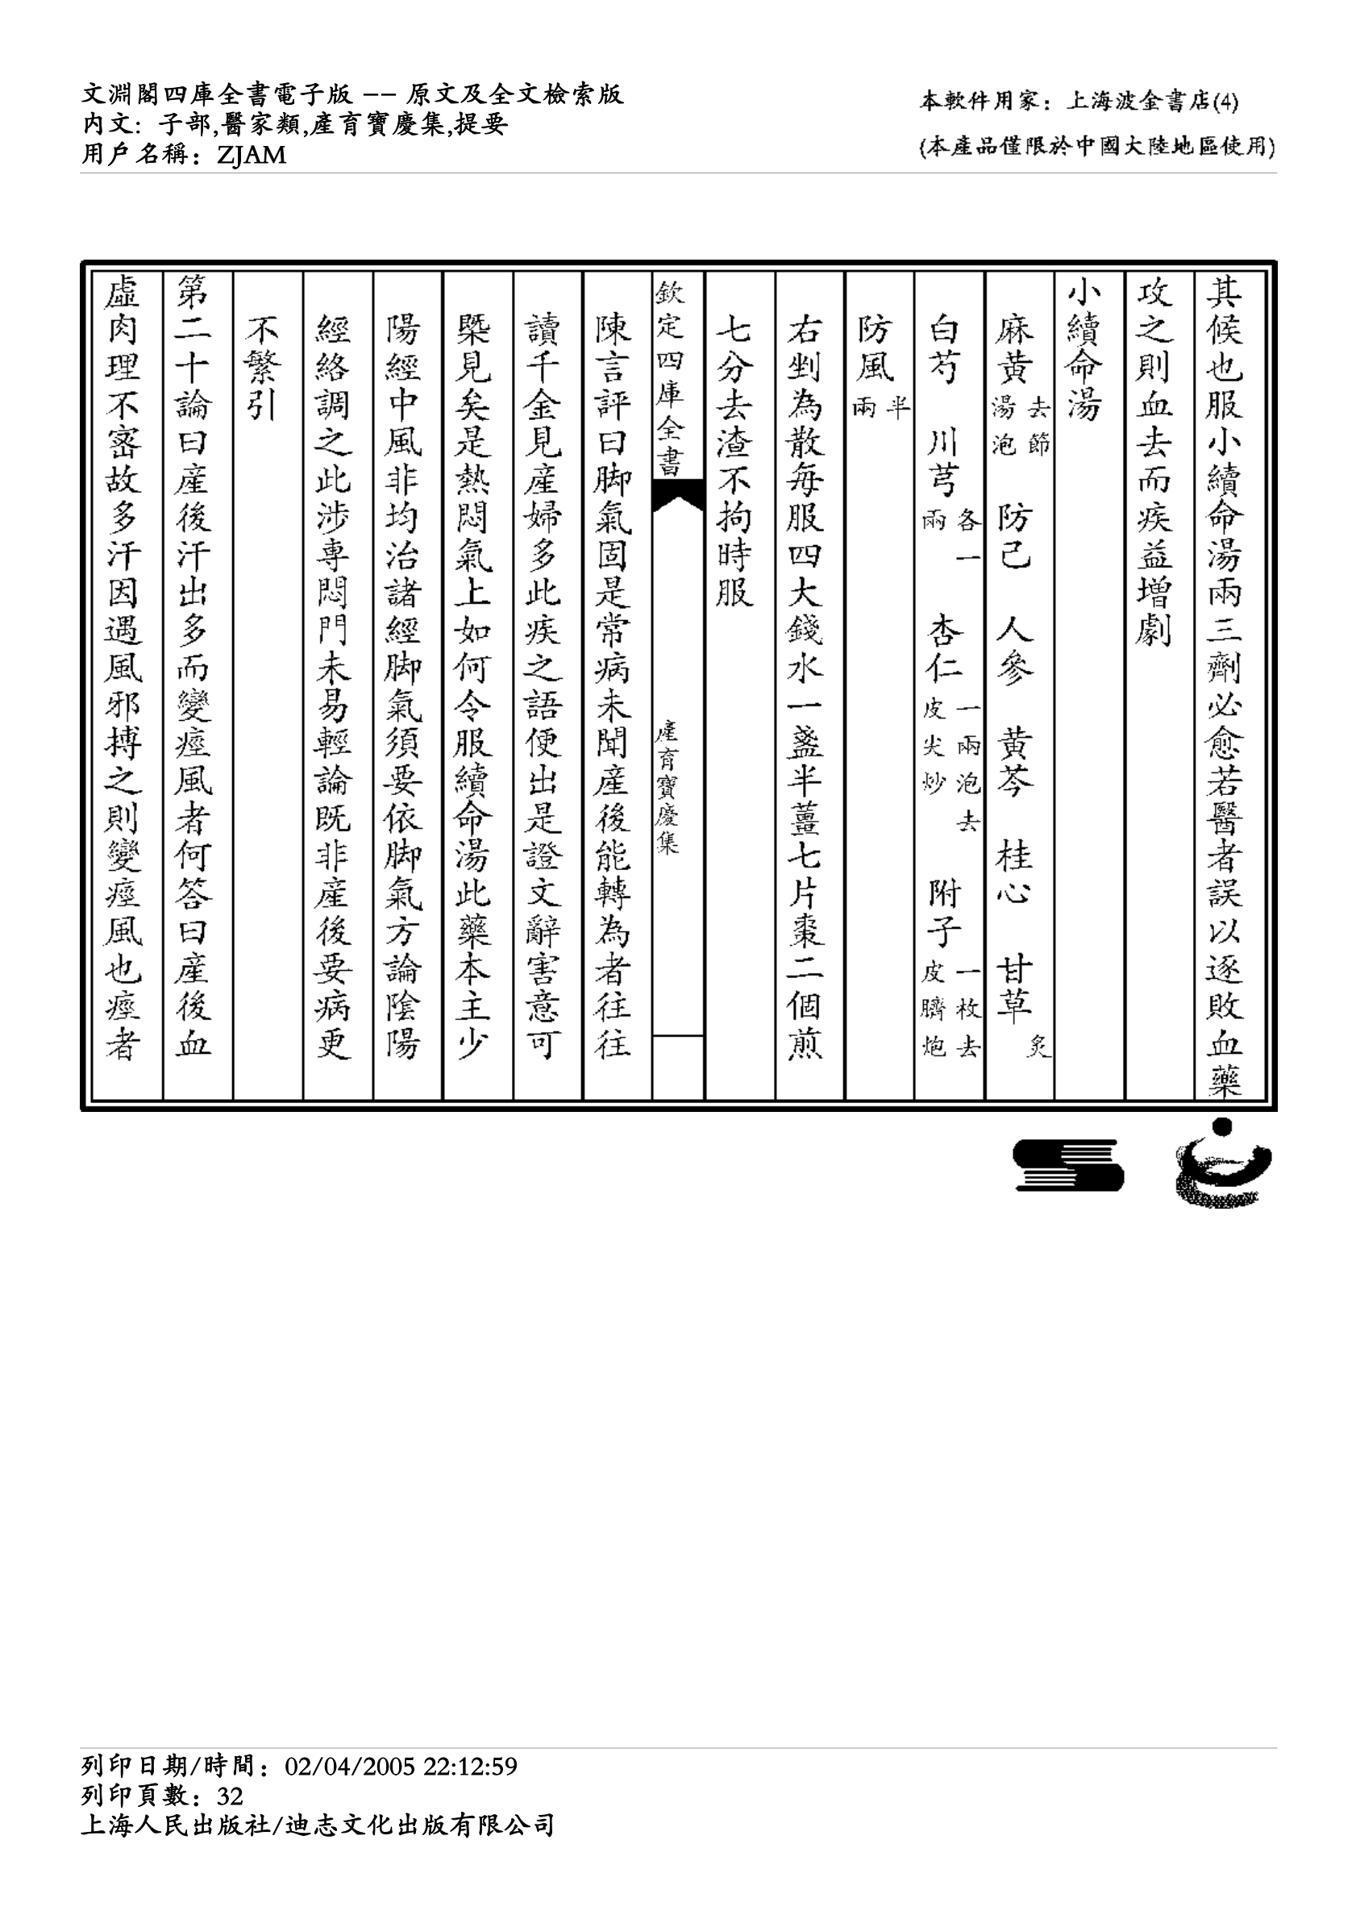 文淵閣四庫全書電子版 −− 原文及全文檢索版
内文：子部,醫家類,產育寶慶集,提要
用戶名稱：ZJAM
本軟件用家：上海波金書店(4)
(本產品僅限於中國大陸地區使用)
其候也服小續命湯兩三劑必愈若醫者誤以逐敗血藥
攻之則血去而疾益增劇
小續命湯
麻黄去節湯泡 防己 人參 黄芩 桂心 甘草炙
白芍 川芎各一兩 杏仁一兩泡去皮尖炒 附子一枚去皮臍炮
防風半兩
右剉為散每服四大錢水一盞半薑七片棗二個煎
七分去渣不拘時服
欽定四庫全書 產育寶慶集
陳言評曰脚氣固是常病未聞產後能轉為者往往
讀千金見產婦多此疾之語便出是證文辭害意可
槩見矣是熱悶氣上如何令服續命湯此藥本主少
陽經中風非均治諸經脚氣須要依脚氣方論陰陽
經絡調之此涉專悶門未易輕論既非產後要病更
不繁引
第二十論曰產後汗出多而變痙風者何答曰產後血
虛肉理不宻故多汗因遇風邪搏之則變痙風也痙者
列印日期/時間：02/04/2005 22:12:59
列印頁數：32
上海人民出版社/迪志文化出版有限公司